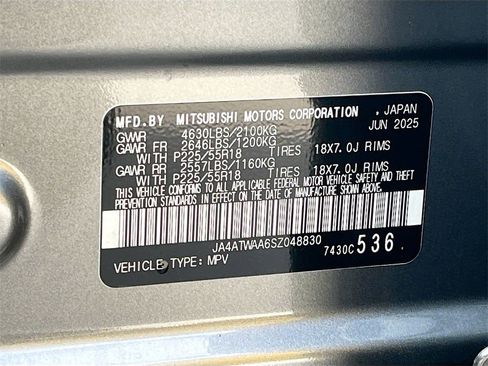 MFD.BY MITSUBISHI MOTORS CORPORATION , JAPAN
GVWR 4630LBS/2100KG JUN 2025
GAWR FR 2646LBS/1200KG
WITH P225/55R18 TIRES 18X7.0J RIMS
GAWR RR 2557LBS/1160KG
WITH P225/55R18 TIRES 18X7.0J RIMS
THIS VEHICLE CONFORMS TO ALL APPLICABLE FEDERAL MOTOR VEHICLE SAFETY AND THEFT
PREVENTION STANDARDS IN EFFECT ON THE DATE OF MANUFACTURE SHOWN ABOVE.
JA4ATWAA6SZ048830
7430C 536
VEHICLE TYPE: MPV